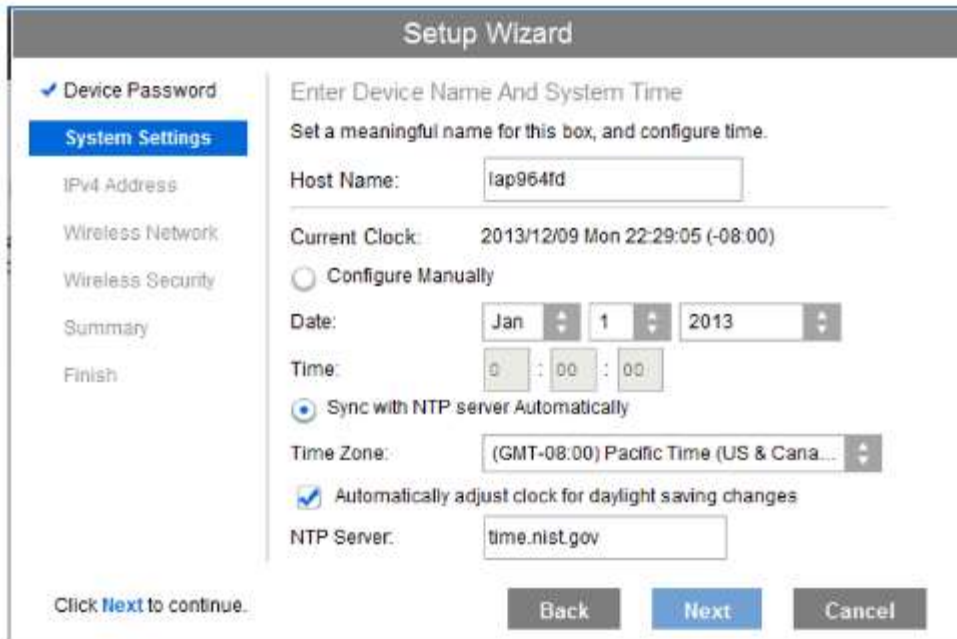 Setup Wizard
Device Password
System Settings
IPv4 Address
Wireless Network
Wireless Security
Summary
Finish
Enter Device Name And System Time
Set a meaningful name for this box, and configure time.
Host Name: lap964fd
Current Clock: 2013/12/09 Mon 22:29:05 (-08:00)
Configure Manually
Date: Jan 1 2013
Time: 0 : 00 : 00
Sync with NTP server Automatically
Time Zone: (GMT-08:00) Pacific Time (US & Cana...
Automatically adjust clock for daylight saving changes
NTP Server: time.nist.gov
Click Next to continue.
Back Next Cancel